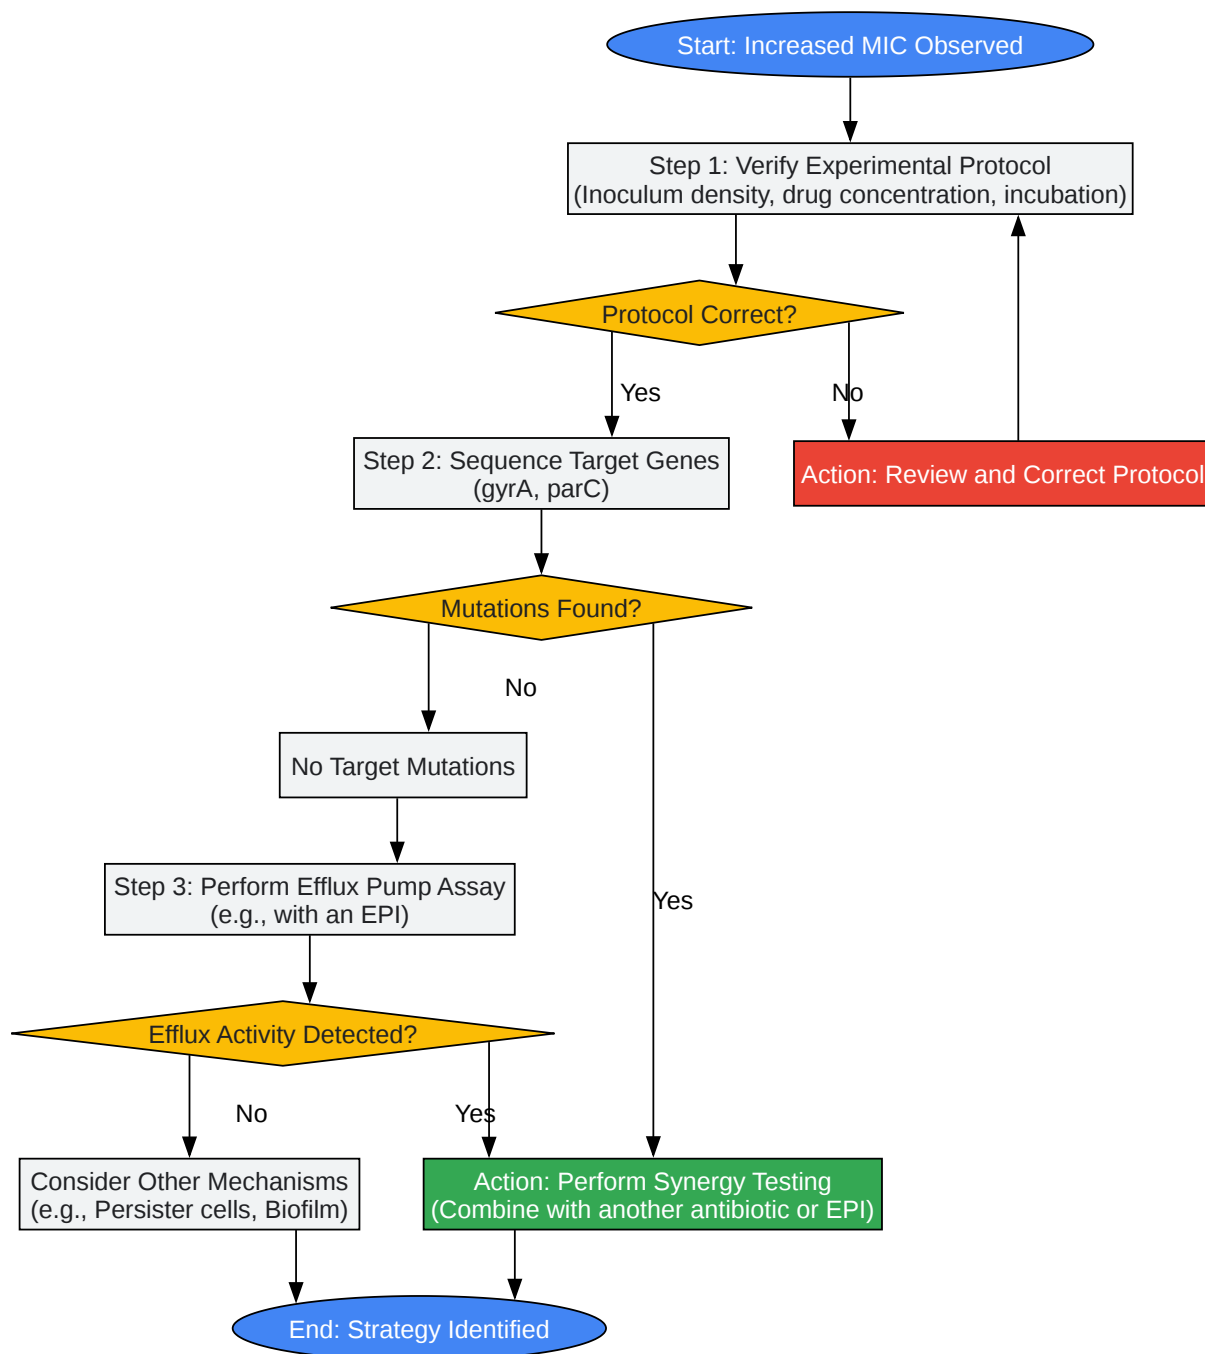 Start: Increased MIC Observed
Step 1: Verify Experimental Protocol
(Inoculum density, drug concentration, incubation)
Protocol Correct?
Yes
No
Step 2: Sequence Target Genes
(gyrA, parC)
Action: Review and Correct Protocol
Mutations Found?
No
No Target Mutations
Step 3: Perform Efflux Pump Assay
(e.g., with an EPI)
Yes
Efflux Activity Detected?
No
Yes
Consider Other Mechanisms
(e.g., Persister cells, Biofilm)
Action: Perform Synergy Testing
(Combine with another antibiotic or EPI)
End: Strategy Identified